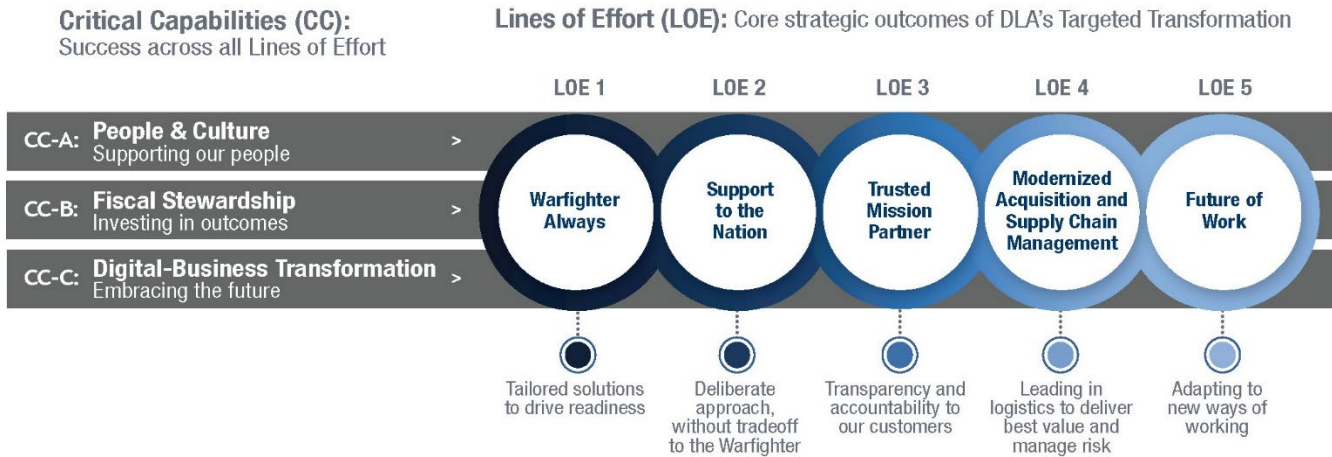 Critical Capabilities (CC):
Success across all Lines of Effort
Lines of Effort (LOE): Core strategic outcomes of DLA's Targeted Transformation
LOE 1
LOE 2
LOE 3
LOE 4
LOE 5
CC-A: People & Culture
Supporting our people
>
CC-B: Fiscal Stewardship
Investing in outcomes
>
CC-C: Digital-Business Transformation
Embracing the future
>
Warfighter
Always
Support
to the
Nation
Trusted
Mission
Partner
Modernized
Acquisition and
Supply Chain
Management
Future of
Work
Tailored solutions
to drive readiness
Deliberate
approach,
without tradeoff
to the Warfighter
Transparency and
accountability to
our customers
Leading in
logistics to deliver
best value and
manage risk
Adapting to
new ways of
working